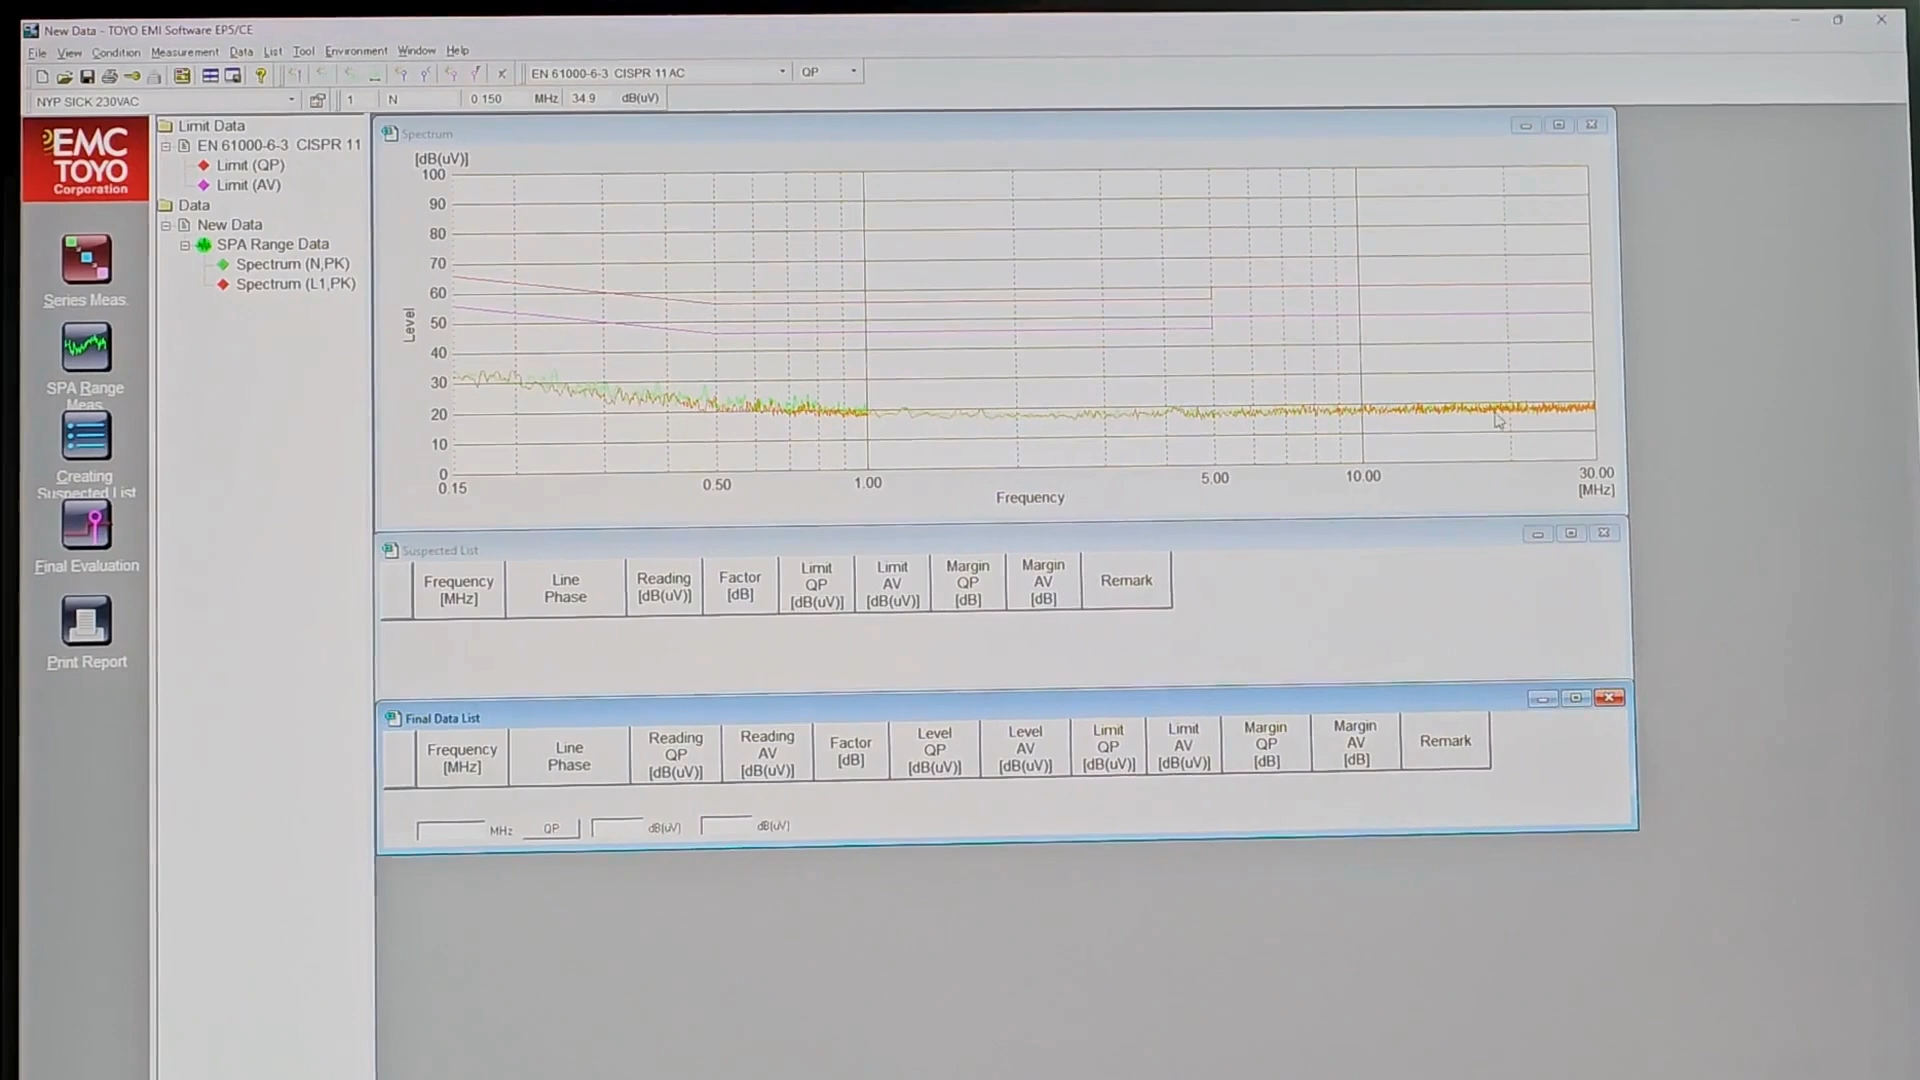 New Data - TOYO EMI Software EP5/CE
File View Condition Measurement Data List Tool Environment Window Help
EN 61000-6-3 CISPR 11 AC QP
NYP SICK 230VAC 1 N 0.150 MHz 34.9 dB(uV)
EMC
TOYO
Corporation
Series Meas.
SPA Range
Meas.
Creating
Suspected List
Final Evaluation
Print Report
Limit Data
EN 61000-6-3 CISPR 11
Limit (QP)
Limit (AV)
Data
New Data
SPA Range Data
Spectrum (N,PK)
Spectrum (L1,PK)
Spectrum
[dB(uV)]
100
90
80
70
60
50
40
30
20
10
0
Level
0.15 0.50 1.00 5.00 10.00 30.00
Frequency [MHz]
Suspected List
Frequency [MHz] Line Phase Reading [dB(uV)] Factor [dB] Limit QP [dB(uV)] Limit AV [dB(uV)] Margin QP [dB] Margin AV [dB] Remark
Final Data List
Frequency [MHz] Line Phase Reading QP [dB(uV)] Reading AV [dB(uV)] Factor [dB] Level QP [dB(uV)] Level AV [dB(uV)] Limit QP [dB(uV)] Limit AV [dB(uV)] Margin QP [dB] Margin AV [dB] Remark
MHz QP dB(uV) dB(uV)